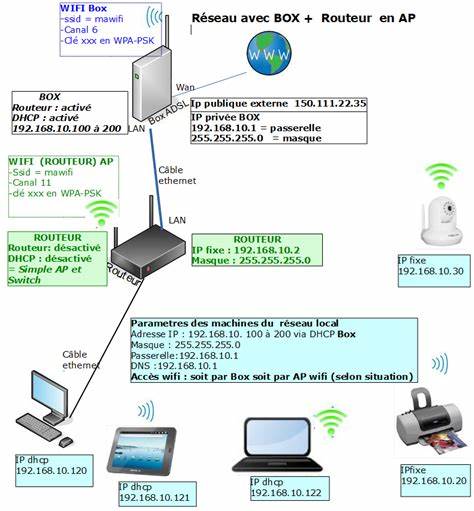 WIFI Box
-ssid = mawifi
-Canal 6
-Clé xxx en WPA-PSK
Réseau avec BOX + Routeur en AP
WWW
Wan
BOX
Routeur : activé
DHCP : activé
192.168.10.100 à 200
Box ADSL
LAN
Ip publique externe 150.111.22.35
IP privée BOX
192.168.10.1 = passerelle
255.255.255.0 = masque
WIFI (ROUTEUR) AP
-Ssid = mawifi
-Canal 11
-clé xxx en WPA-PSK
Câble
ethernet
LAN
ROUTEUR
Routeur: désactivé
DHCP : désactivé
= Simple AP et
Switch
Routeur
ROUTEUR
IP fixe : 192.168.10.2
Masque : 255.255.255.0
IP fixe
192.168.10.30
Parametres des machines du réseau local
Adresse IP : 192.168.10. 100 à 200 via DHCP Box
Masque : 255.255.255.0
Passerelle:192.168.10.1
DNS :192.168.10.1
Accès wifi : soit par Box soit par AP wifi (selon situation)
Câble
ethernet
IP dhcp
192.168.10.120
IP dhcp
192.168.10.121
IP dhcp
192.168.10.122
IPfixe
192.168.10.20